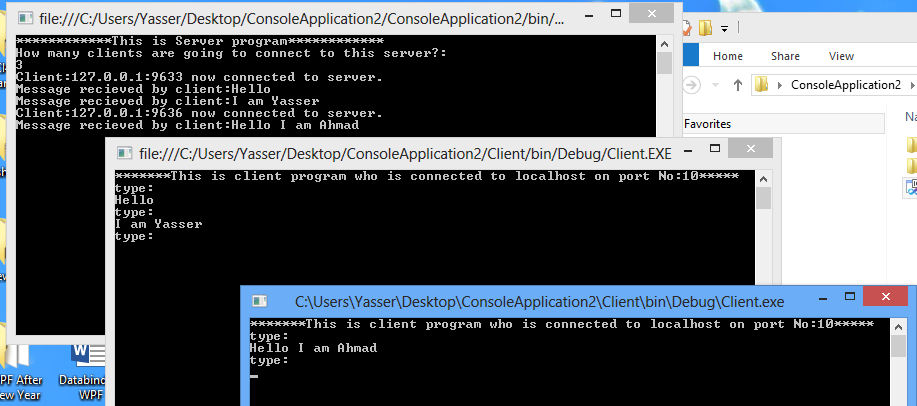 file:///C:/Users/Yasser/Desktop/ConsoleApplication2/ConsoleApplication2/bin/...
************This is Server program************
How many clients are going to connect to this server?:
3
Client:127.0.0.1:9633 now connected to server.
Message recieved by client:Hello
Message recieved by client:I am Yasser
Client:127.0.0.1:9636 now connected to server.
Message recieved by client:Hello I am Ahmad
ConsoleApplication2
Favorites
file:///C:/Users/Yasser/Desktop/ConsoleApplication2/Client/bin/Debug/Client.EXE
*******This is client program who is connected to localhost on port No:10*****
type:
Hello
type:
I am Yasser
type:
C:\Users\Yasser\Desktop\ConsoleApplication2\Client\bin\Debug\Client.exe
*******This is client program who is connected to localhost on port No:10*****
type:
Hello I am Ahmad
type:
PF After
ew Year
Databind
WPF